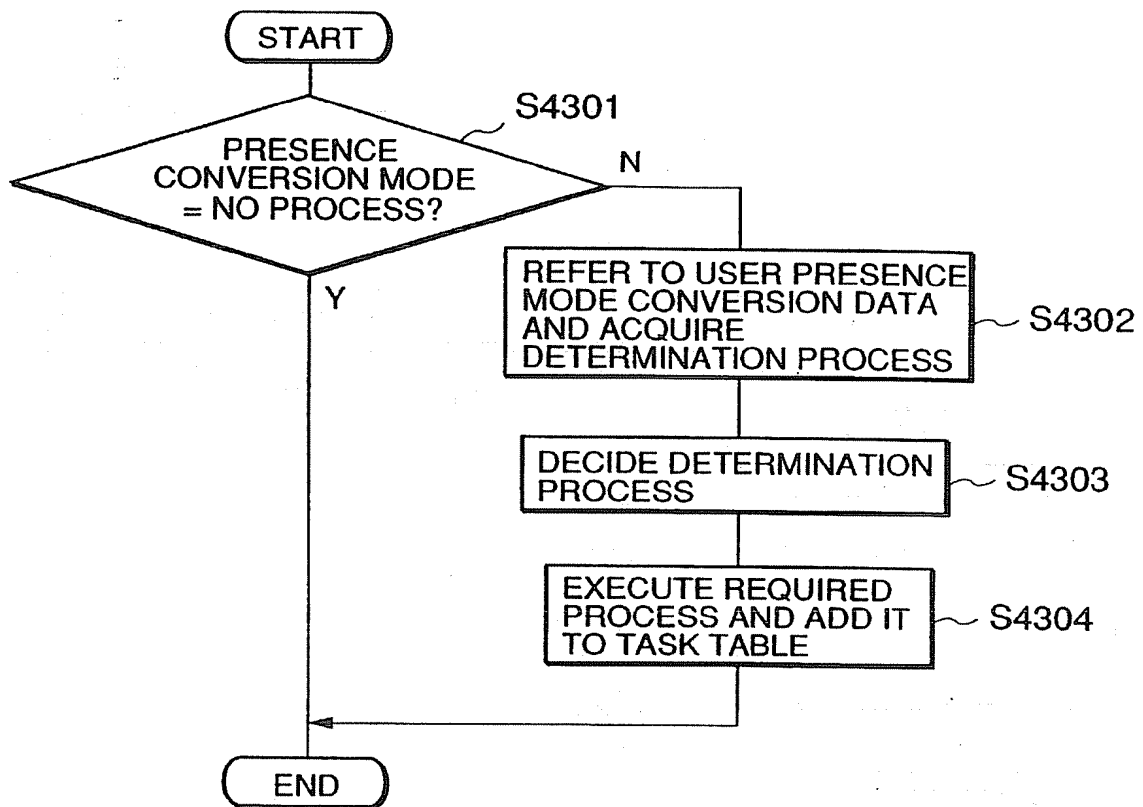 START
S4301
PRESENCE
CONVERSION MODE
= NO PROCESS?
N
Y
REFER TO USER PRESENCE
MODE CONVERSION DATA
AND ACQUIRE
DETERMINATION PROCESS
S4302
DECIDE DETERMINATION
PROCESS
S4303
EXECUTE REQUIRED
PROCESS AND ADD IT
TO TASK TABLE
S4304
END